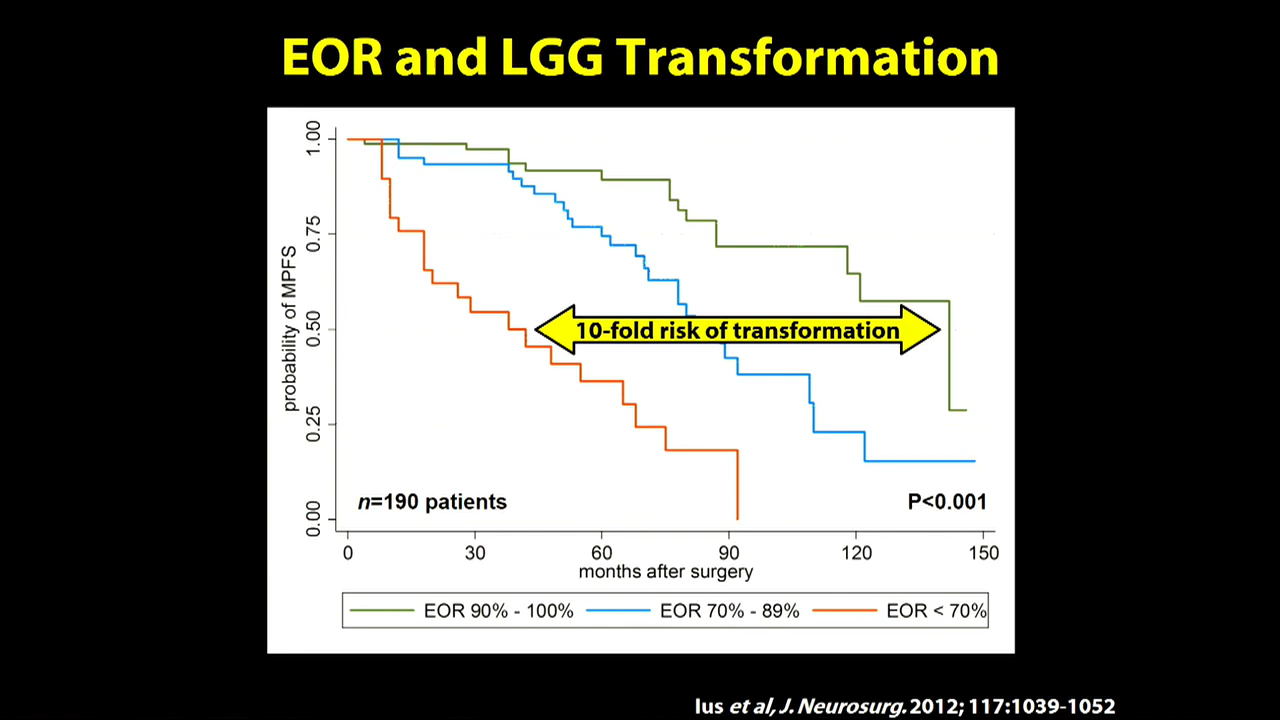 EOR and LGG Transformation
probability of MPFS
1.00
0.75
0.50
0.25
0.00
10-fold risk of transformation
n=190 patients
P<0.001
0 30 60 90 120 150
months after surgery
EOR 90% - 100% EOR 70% - 89% EOR < 70%
Ius et al, J. Neurosurg. 2012; 117:1039-1052